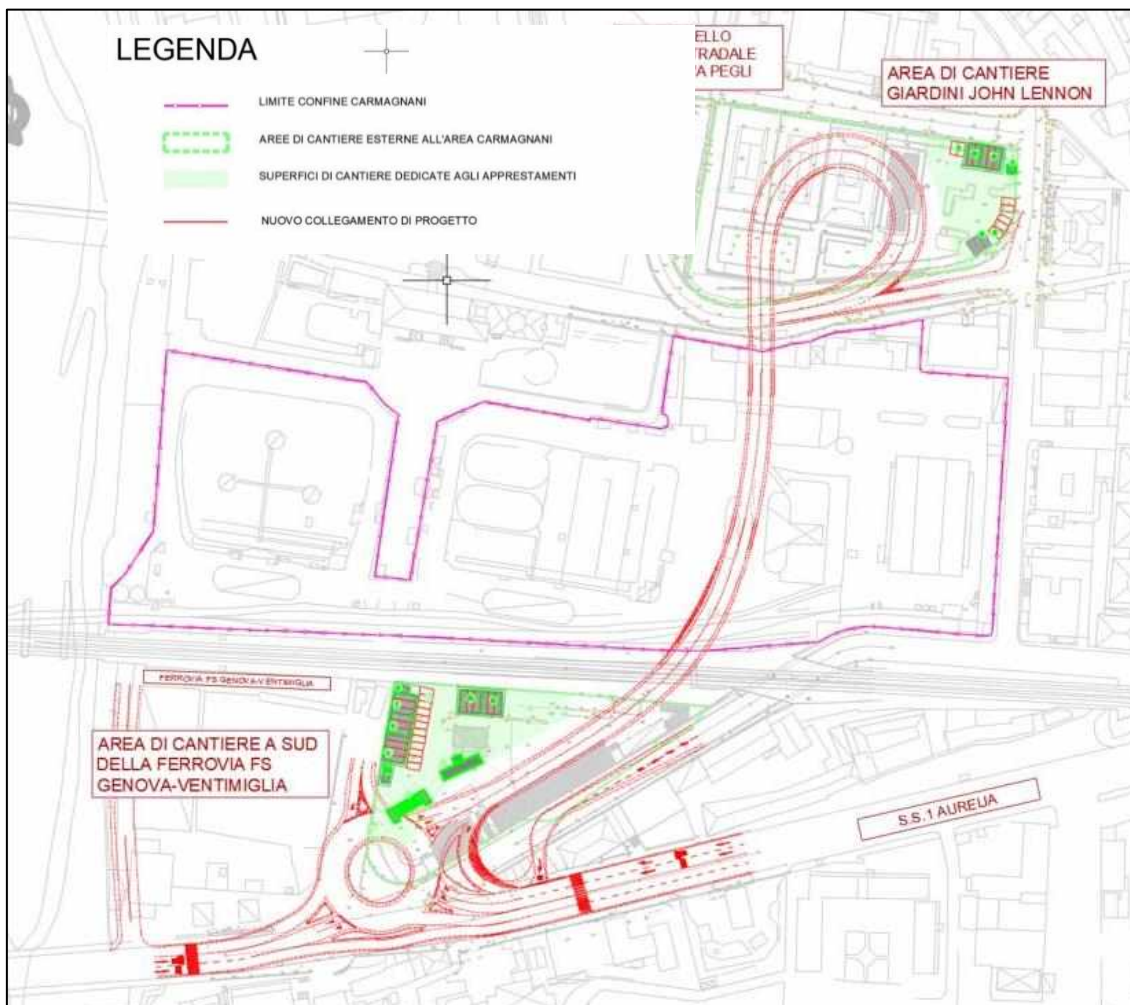 LEGENDA
LIMITE CONFINE CARMAGNANI
AREE DI CANTIERE ESTERNE ALL'AREA CARMAGNANI
SUPERFICI DI CANTIERE DEDICATE AGLI APPRESTAMENTI
NUOVO COLLEGAMENTO DI PROGETTO
ELLO
TRADALE
A PEGLI
AREA DI CANTIERE
GIARDINI JOHN LENNON
FERROVIA FS GENOVA-VENTIMIGLIA
AREA DI CANTIERE A SUD
DELLA FERROVIA FS
GENOVA-VENTIMIGLIA
S.S.1 AURELIA